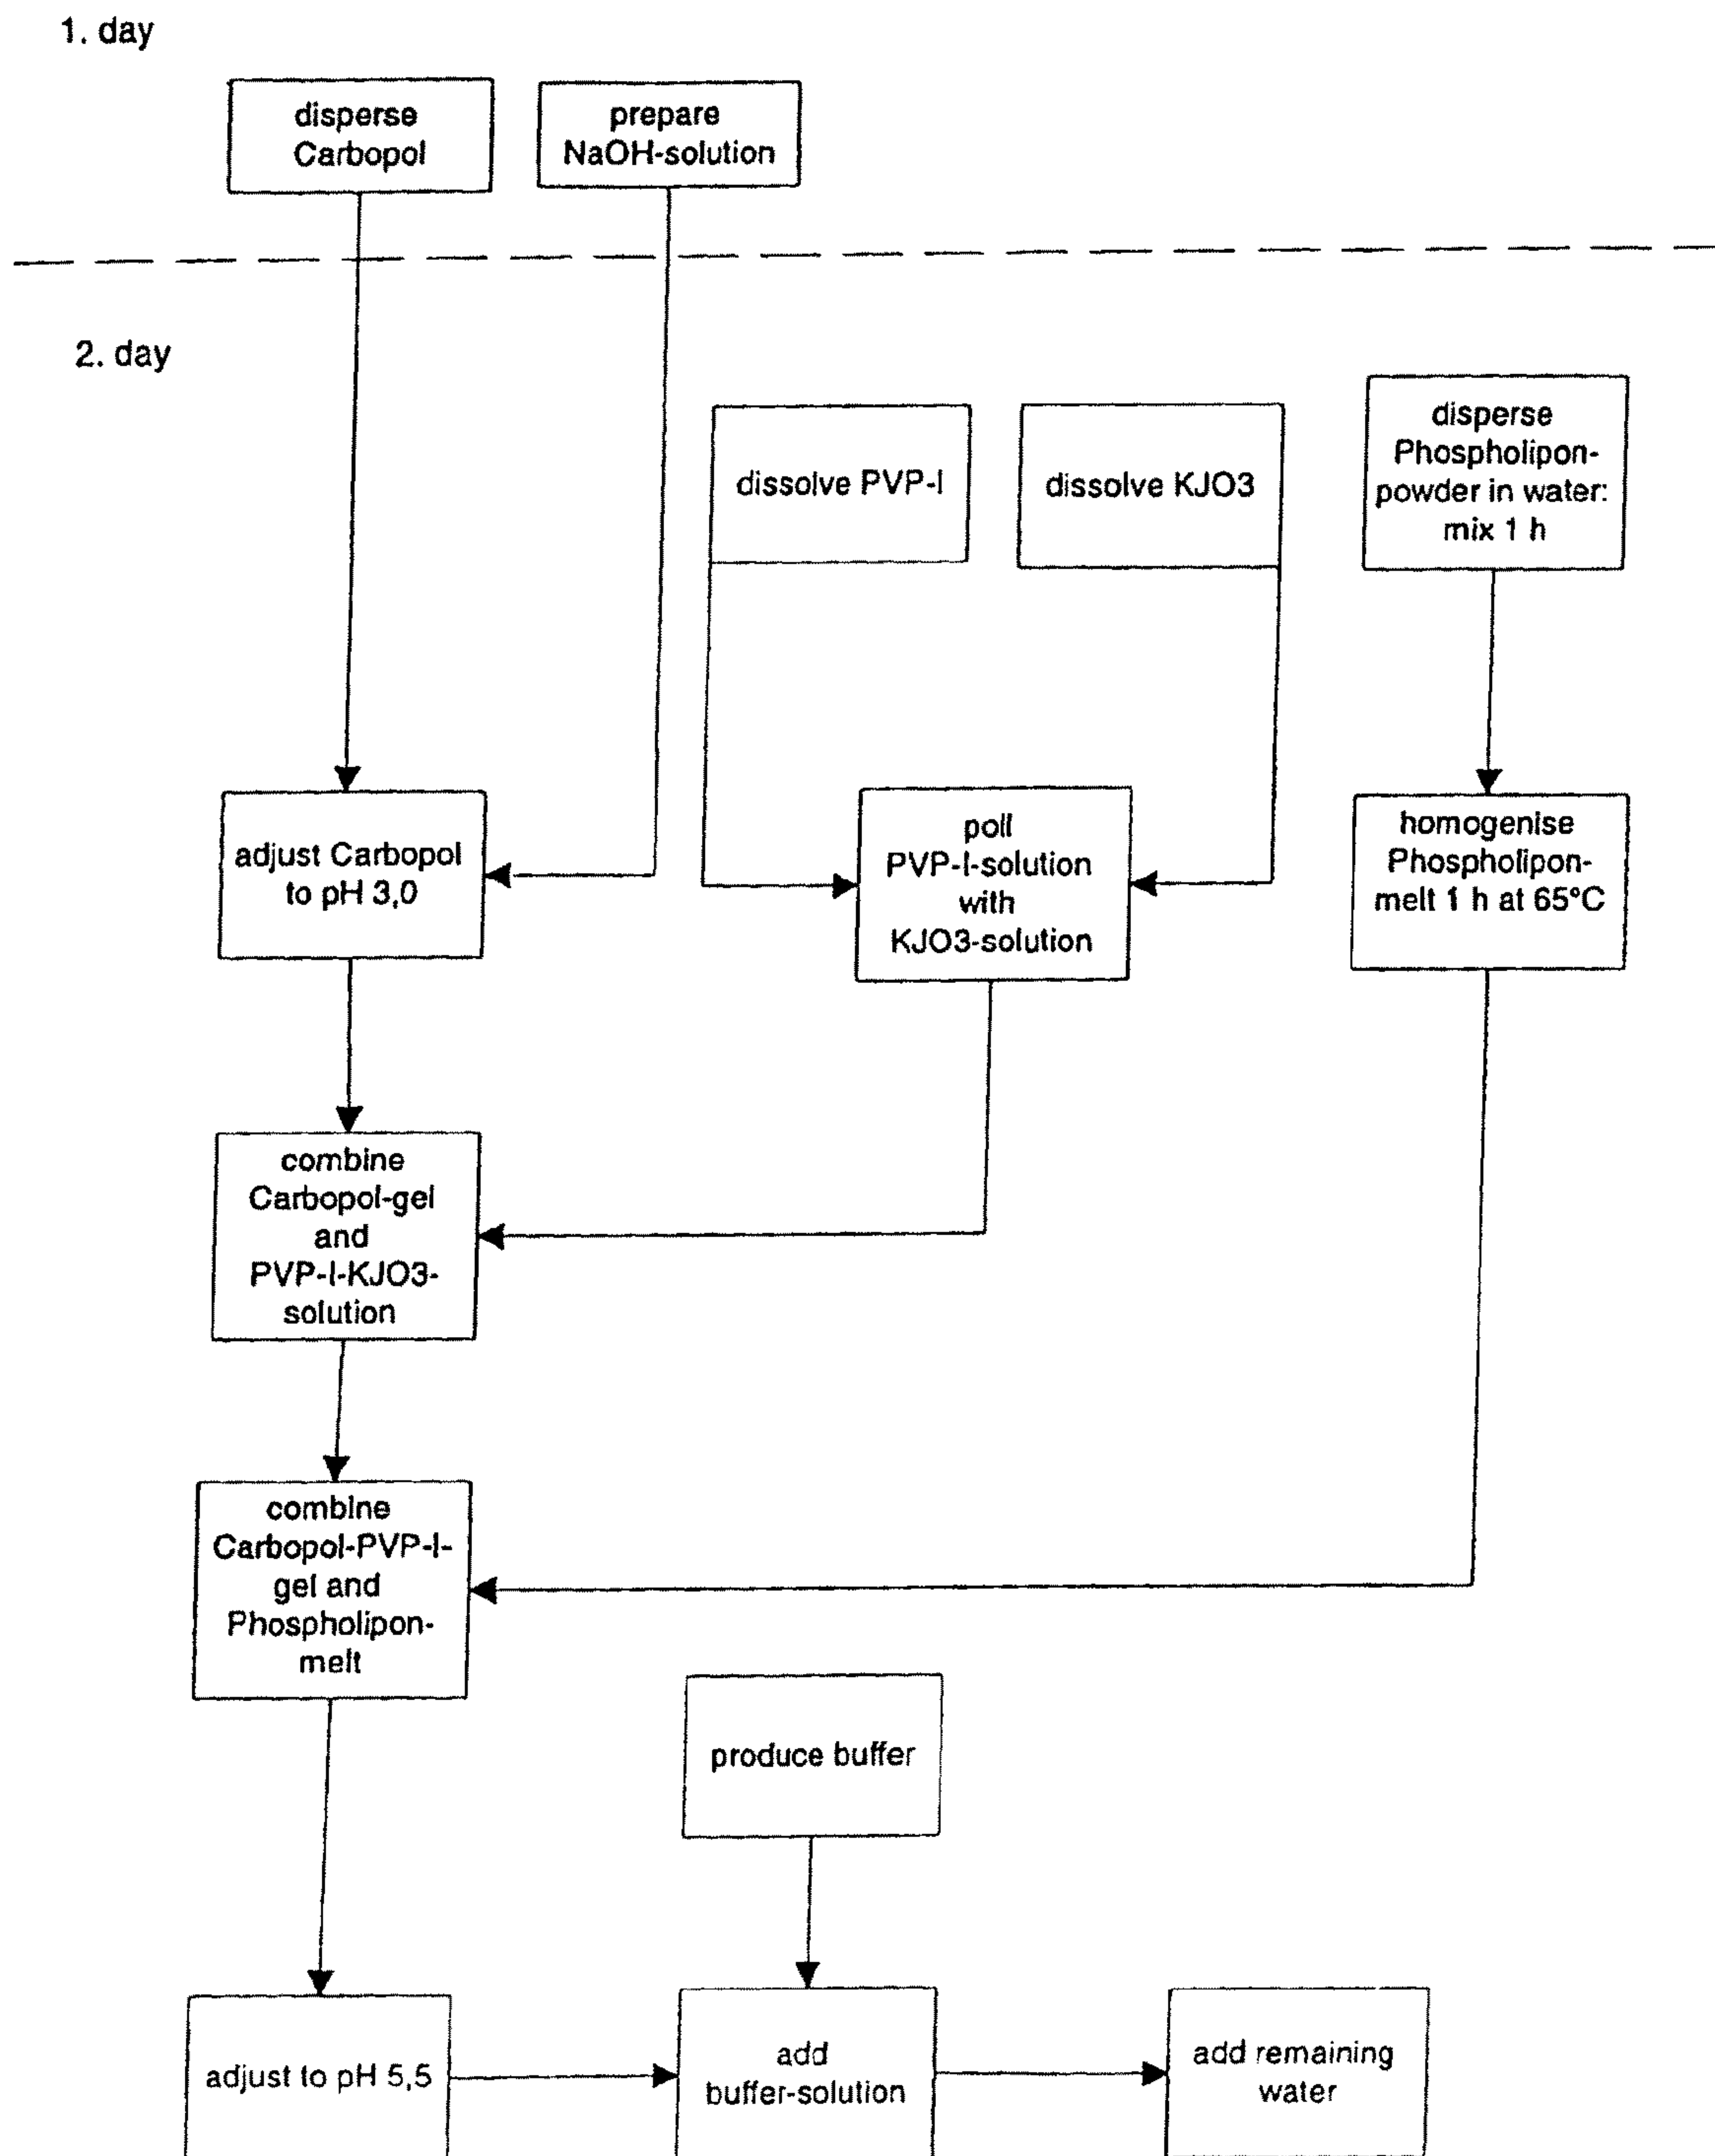 1. day
disperse
Carbopol
prepare
NaOH-solution
2. day
dissolve PVP-I
dissolve KJO3
disperse
Phospholipon-
powder in water:
mix 1 h
adjust Carbopol
to pH 3,0
poll
PVP-I-solution
with
KJO3-solution
homogenise
Phospholipon-
melt 1 h at 65°C
combine
Carbopol-gel
and
PVP-I-KJO3-
solution
combine
Carbopol-PVP-I-
gel and
Phospholipon-
melt
produce buffer
adjust to pH 5,5
add
buffer-solution
add remaining
water